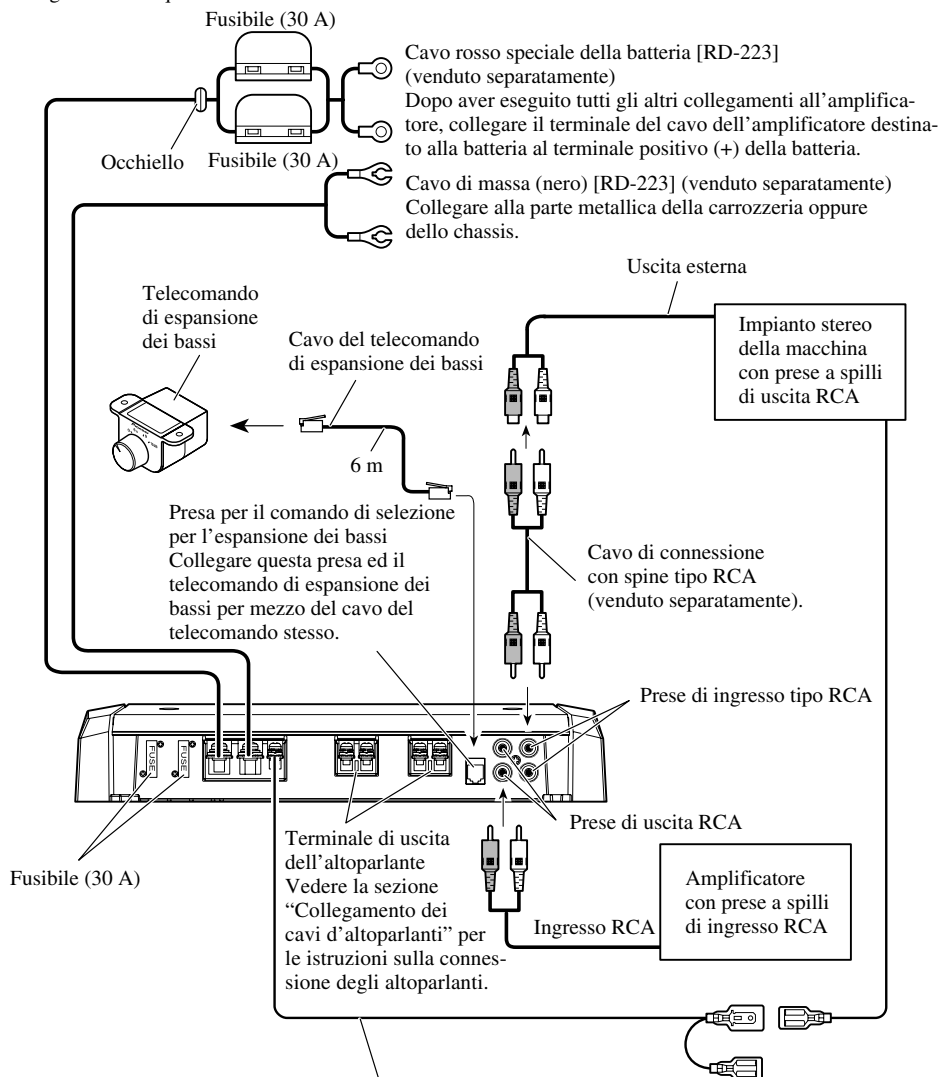 Fusibile (30 A)
Cavo rosso speciale della batteria [RD-223]
(venduto separatamente)
Dopo aver eseguito tutti gli altri collegamenti all’amplifica-
tore, collegare il terminale del cavo dell’amplificatore destina-
to alla batteria al terminale positivo (+) della batteria.
Occhiello
Fusibile (30 A)
Cavo di massa (nero) [RD-223] (venduto separatamente)
Collegare alla parte metallica della carrozzeria oppure
dello chassis.
Uscita esterna
Telecomando
di espansione
dei bassi
Cavo del telecomando
di espansione dei bassi
Impianto stereo
della macchina
con prese a spilli
di uscita RCA
6 m
Presa per il comando di selezione
per l’espansione dei bassi
Collegare questa presa ed il
telecomando di espansione dei
bassi per mezzo del cavo del
telecomando stesso.
Cavo di connessione
con spine tipo RCA
(venduto separatamente).
Prese di ingresso tipo RCA
FUSE
FUSE
Prese di uscita RCA
Fusibile (30 A)
Terminale di uscita
dell’altoparlante
Vedere la sezione
“Collegamento dei
cavi d’altoparlanti” per
le istruzioni sulla connes-
sione degli altoparlanti.
Ingresso RCA
Amplificatore
con prese a spilli
di ingresso RCA